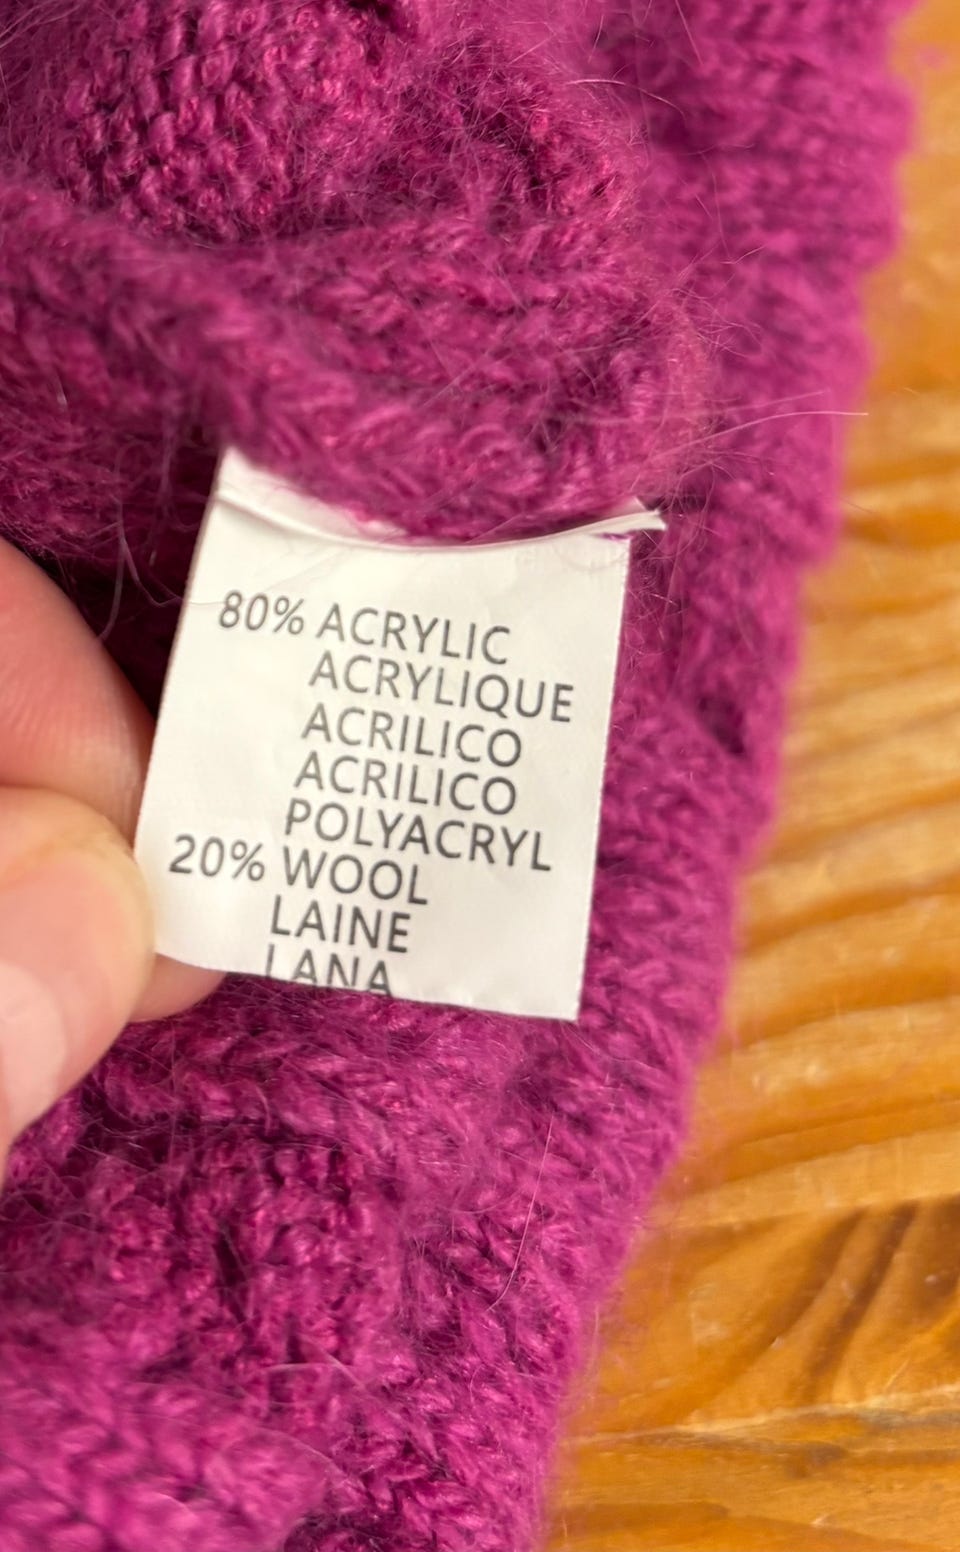 80% ACRYLIC
ACRYLIQUE
ACRILICO
ACRILICO
POLYACRYL
20% WOOL
LAINE
LANA